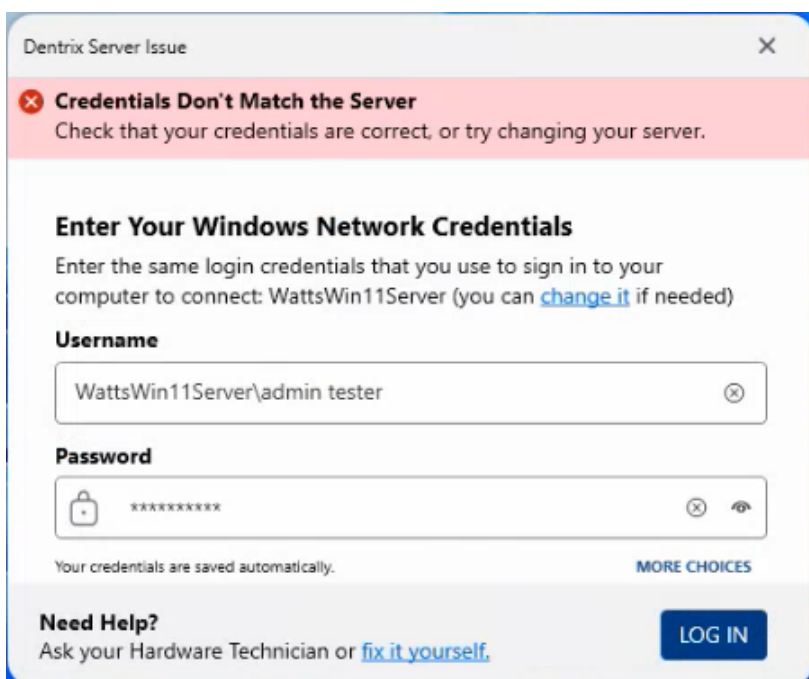 Dentrix Server Issue
Credentials Don't Match the Server
Check that your credentials are correct, or try changing your server.
Enter Your Windows Network Credentials
Enter the same login credentials that you use to sign in to your
computer to connect: WattsWin11Server (you can change it if needed)
Username
WattsWin11Server\admin tester
Password
**********
Your credentials are saved automatically.
MORE CHOICES
Need Help?
Ask your Hardware Technician or fix it yourself.
LOG IN